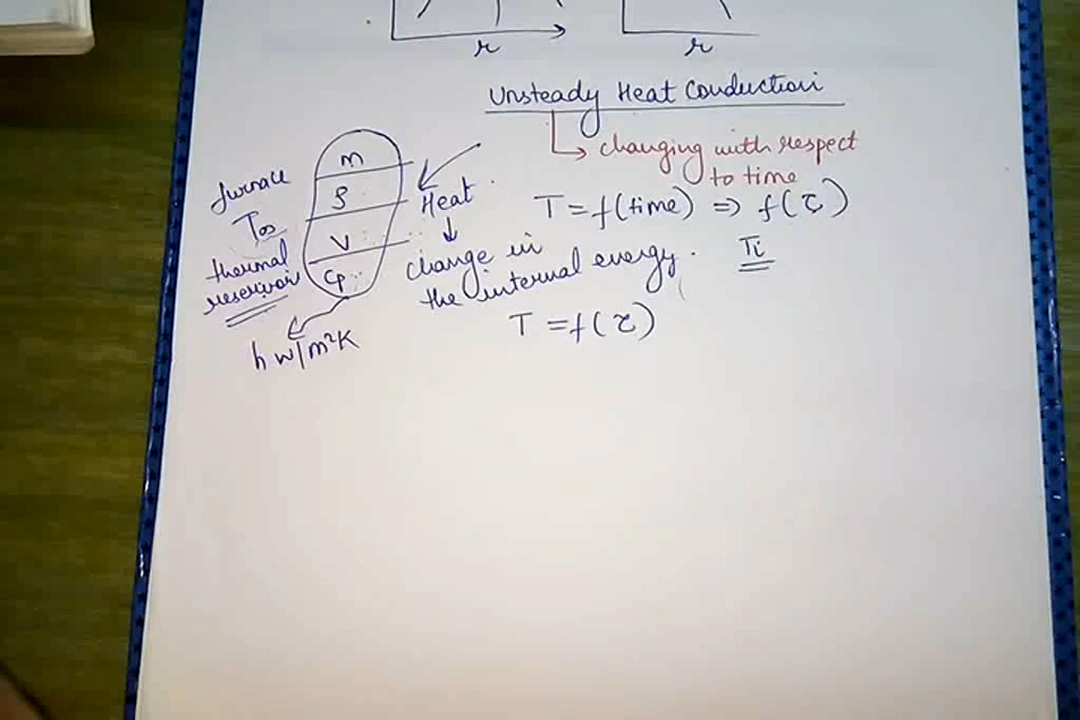 r
r
Unsteady Heat Conduction
changing with respect
to time
T = f(time) => f(τ)
Ti
furnace
T∞
thermal
reservoir
m
ρ
V
Cp
h w/m²K
Heat
change in
the internal energy.
T = f(τ)